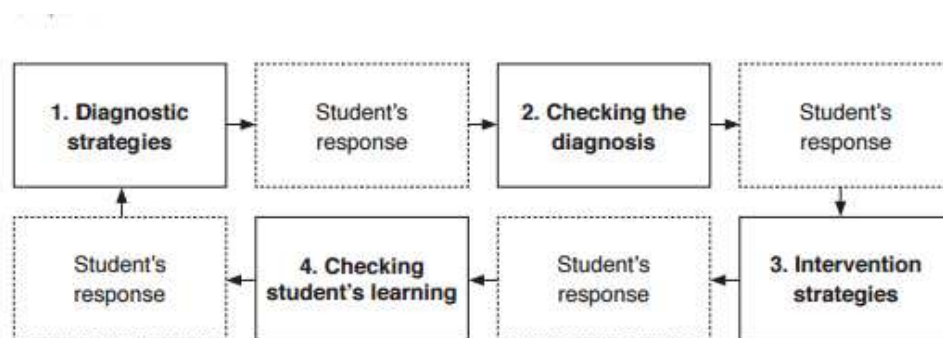 1. Diagnostic
strategies
Student's
response
2. Checking the
diagnosis
Student's
response
3. Intervention
strategies
Student's
response
4. Checking
student's learning
Student's
response